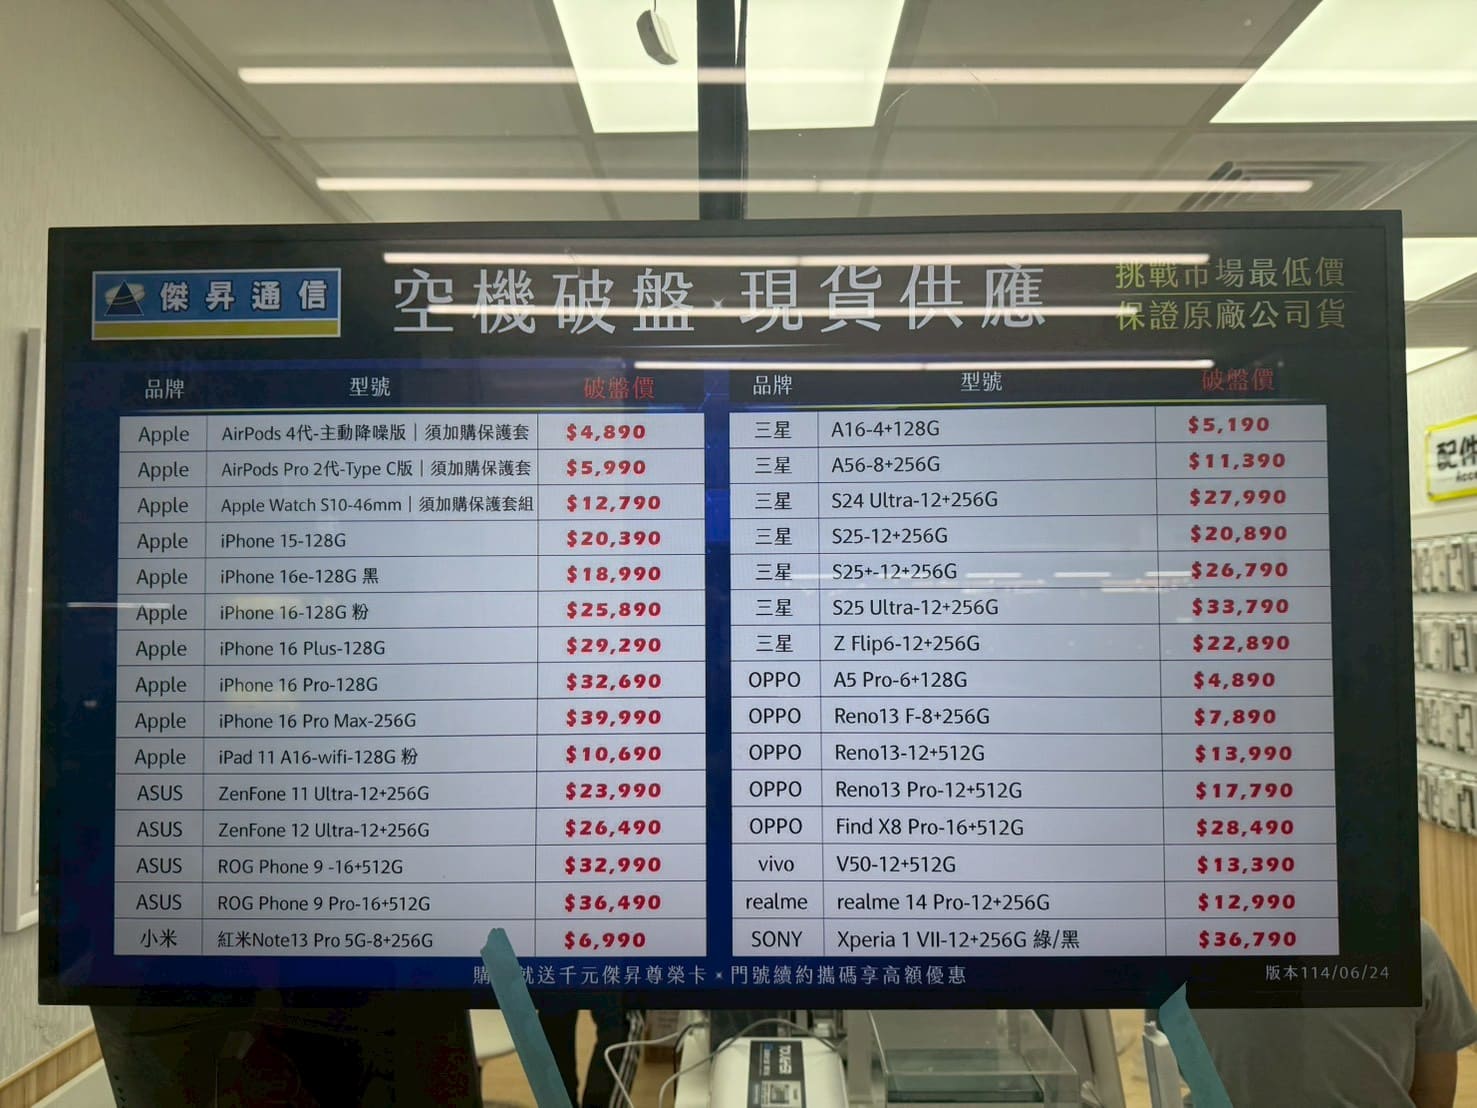 傑昇通信
空機破盤 × 現貨供應
挑戰市場最低價
保證原廠公司貨
品牌 型號 破盤價
Apple AirPods 4代-主動降噪版｜須加購保護套 $4,890
Apple AirPods Pro 2代-Type C版｜須加購保護套 $5,990
Apple Apple Watch S10-46mm｜須加購保護套組 $12,790
Apple iPhone 15-128G $20,390
Apple iPhone 16e-128G 黑 $18,990
Apple iPhone 16-128G 粉 $25,890
Apple iPhone 16 Plus-128G $29,290
Apple iPhone 16 Pro-128G $32,690
Apple iPhone 16 Pro Max-256G $39,990
Apple iPad 11 A16-wifi-128G 粉 $10,690
ASUS ZenFone 11 Ultra-12+256G $23,990
ASUS ZenFone 12 Ultra-12+256G $26,490
ASUS ROG Phone 9 -16+512G $32,990
ASUS ROG Phone 9 Pro-16+512G $36,490
小米 紅米Note13 Pro 5G-8+256G $6,990
品牌 型號 破盤價
三星 A16-4+128G $5,190
三星 A56-8+256G $11,390
三星 S24 Ultra-12+256G $27,990
三星 S25-12+256G $20,890
三星 S25+-12+256G $26,790
三星 S25 Ultra-12+256G $33,790
三星 Z Flip6-12+256G $22,890
OPPO A5 Pro-6+128G $4,890
OPPO Reno13 F-8+256G $7,890
OPPO Reno13-12+512G $13,990
OPPO Reno13 Pro-12+512G $17,790
OPPO Find X8 Pro-16+512G $28,490
vivo V50-12+512G $13,390
realme realme 14 Pro-12+256G $12,990
SONY Xperia 1 VII-12+256G 綠/黑 $36,790
購 就送千元傑昇尊榮卡 × 門號續約攜碼享高額優惠
版本114/06/24
配件